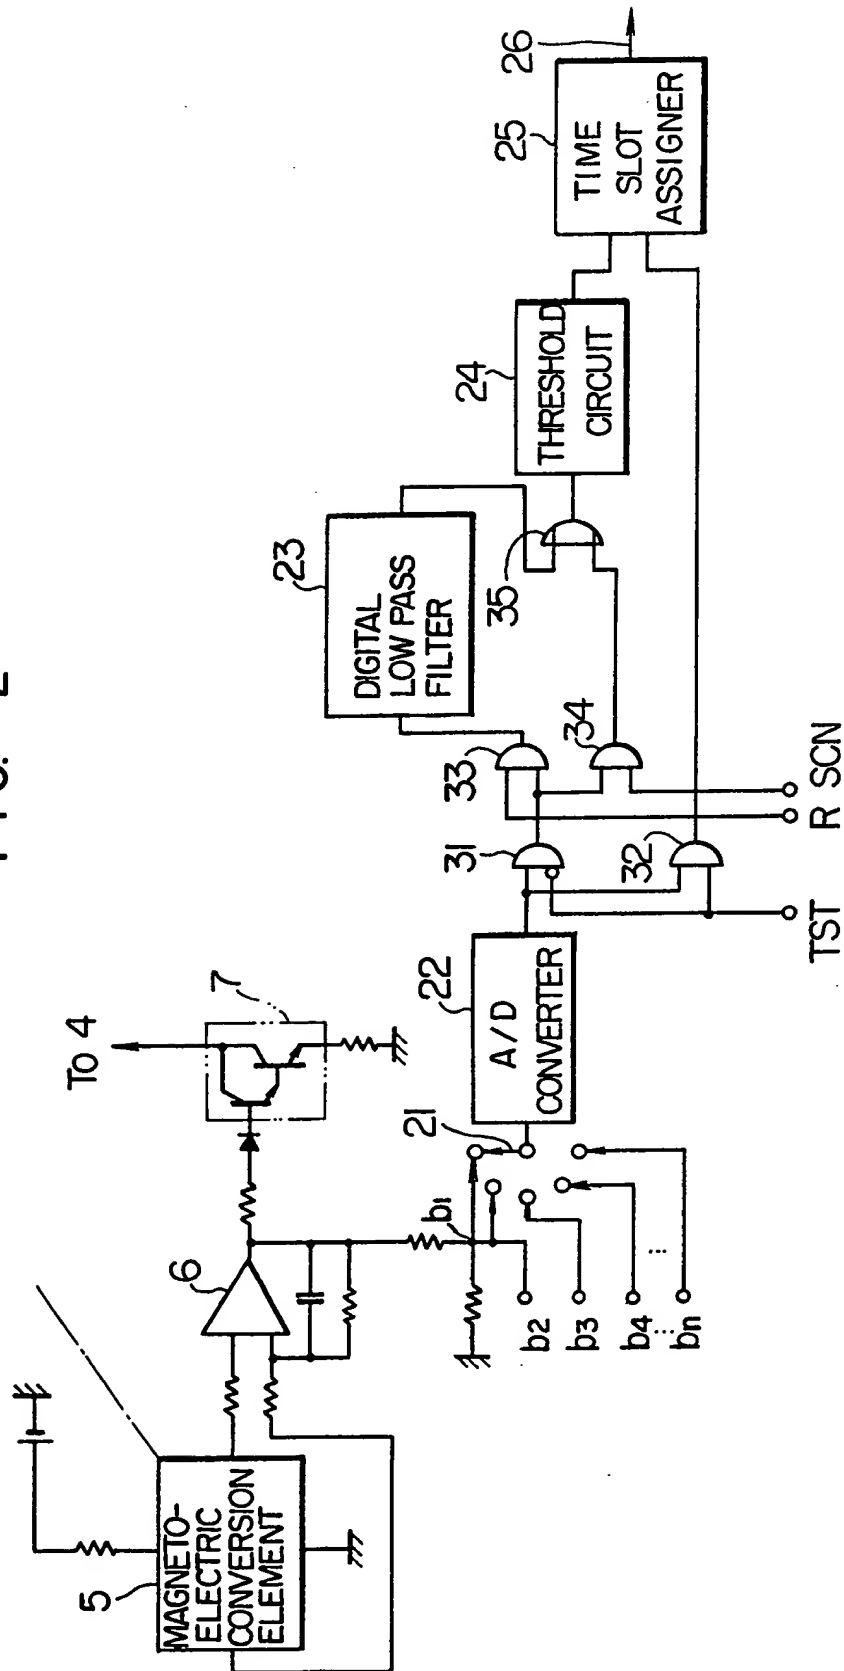 FIG. 2
5
MAGNETO-
ELECTRIC
CONVERSION
ELEMENT
6
7
To 4
b1
b2
b3
b4
bn
21
22
A/D
CONVERTER
31
32
33
34
35
TST
R
SCN
23
DIGITAL
LOW PASS
FILTER
24
THRESHOLD
CIRCUIT
25
TIME
SLOT
ASSIGNER
26